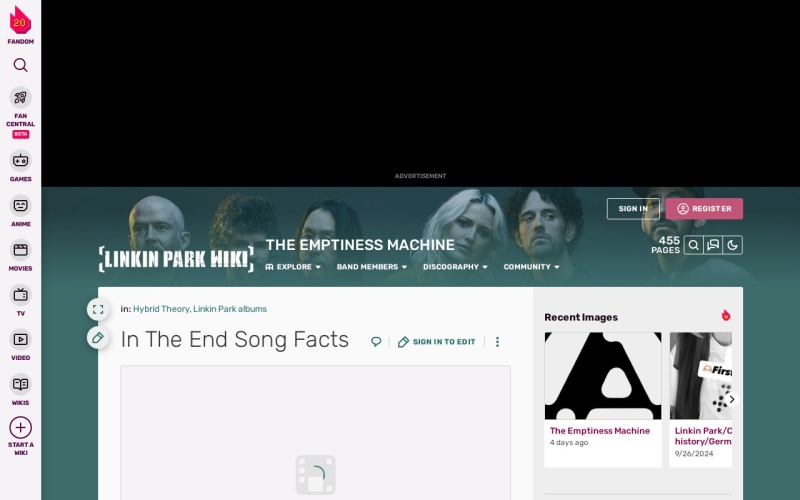 20
FANDOM
FAN
CENTRAL
BETA
GAMES
ANIME
MOVIES
TV
VIDEO
WIKIS
START A
WIKI
ADVERTISEMENT
SIGN IN
REGISTER
LINKIN PARK WIKI
THE EMPTINESS MACHINE
455
PAGES
EXPLORE
BAND MEMBERS
DISCOGRAPHY
COMMUNITY
in: Hybrid Theory, Linkin Park albums
In The End Song Facts
SIGN IN TO EDIT
Recent Images
The Emptiness Machine
4 days ago
Linkin Park/C
history/Germ
9/26/2024